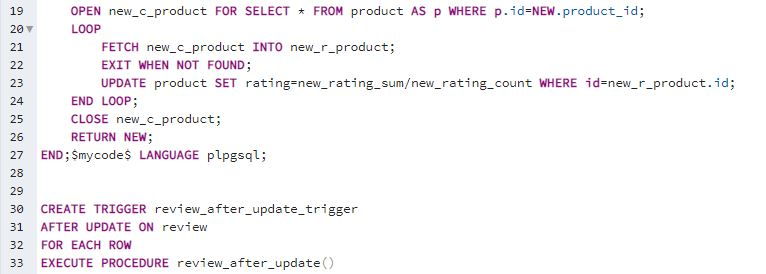 19 OPEN new_c_product FOR SELECT * FROM product AS p WHERE p.id=NEW.product_id;
20 LOOP
21 FETCH new_c_product INTO new_r_product;
22 EXIT WHEN NOT FOUND;
23 UPDATE product SET rating=new_rating_sum/new_rating_count WHERE id=new_r_product.id;
24 END LOOP;
25 CLOSE new_c_product;
26 RETURN NEW;
27 END;$mycode$ LANGUAGE plpgsql;
28
29
30 CREATE TRIGGER review_after_update_trigger
31 AFTER UPDATE ON review
32 FOR EACH ROW
33 EXECUTE PROCEDURE review_after_update()